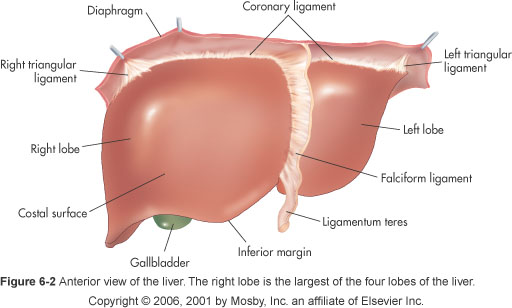 Coronary ligament
Diaphragm
Right triangular
ligament
Left triangular
ligament
Right lobe
Left lobe
Falciform ligament
Costal surface
Ligamentum teres
Inferior margin
Gallbladder
Figure 6-2 Anterior view of the liver. The right lobe is the largest of the four lobes of the liver.
Copyright © 2006, 2001 by Mosby, Inc. an affiliate of Elsevier Inc.